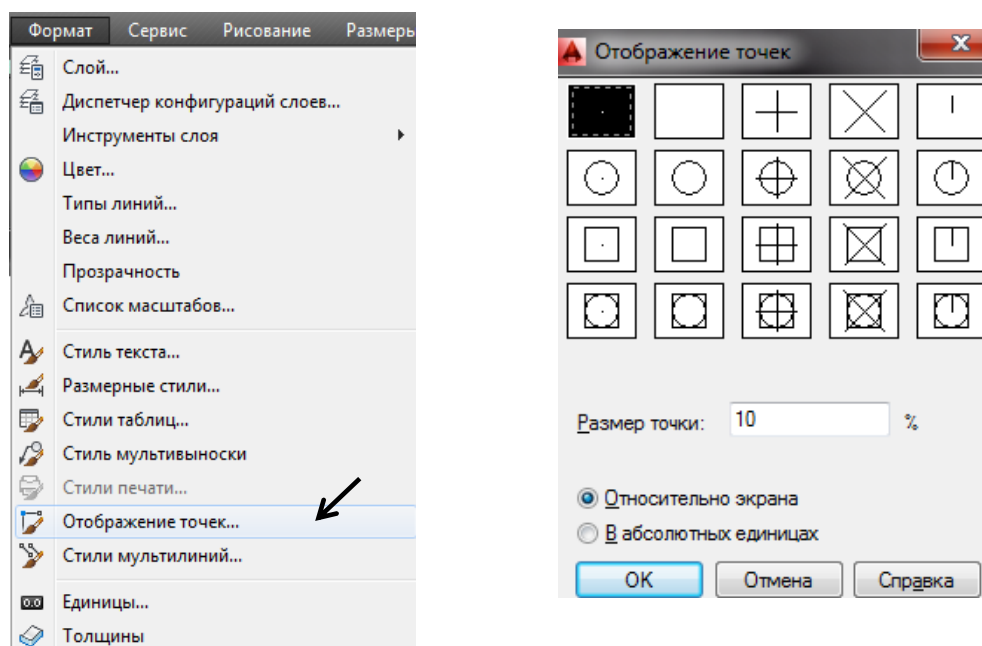 Формат Сервис Рисование Размеры
Слой...
Диспетчер конфигураций слоев...
Инструменты слоя
Цвет...
Типы линий...
Веса линий...
Прозрачность
Список масштабов...
Стиль текста...
Размерные стили...
Стили таблиц...
Стиль мультивыноски
Стили печати...
Отображение точек...
Стили мультилиний...
0.0 Единицы...
Толщины
Отображение точек
Размер точки: 10 %
Относительно экрана
В абсолютных единицах
OK Отмена Справка